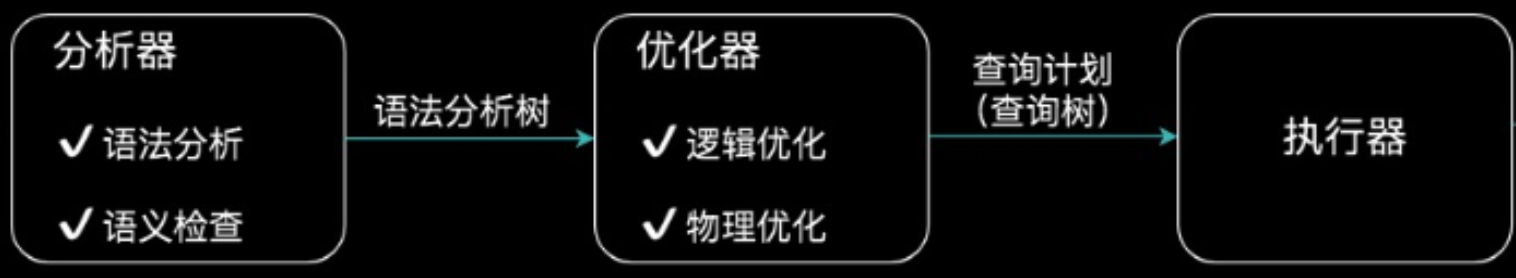 分析器
✓ 语法分析
✓ 语义检查
语法分析树
优化器
✓ 逻辑优化
✓ 物理优化
查询计划
（查询树）
执行器